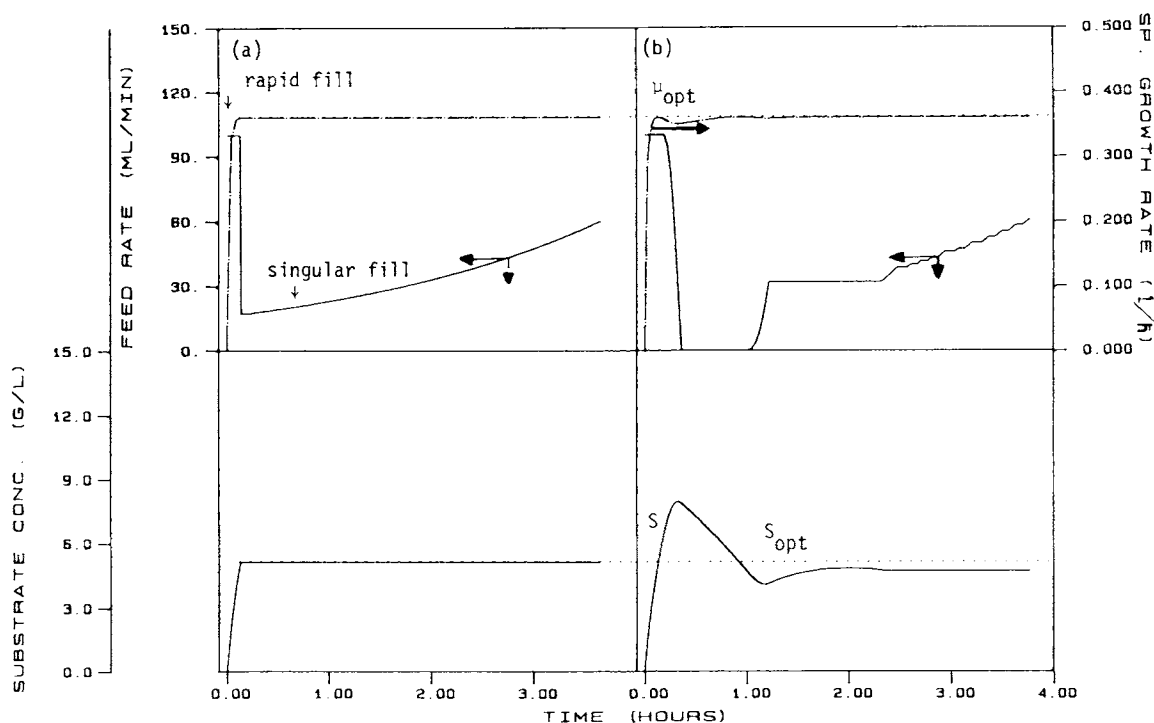 (a)
rapid fill
singular fill
150.
120.
90.
60.
30.
0.
FEED RATE (ML/MIN)
(b)
μopt
0.500
0.400
0.300
0.200
0.100
0.000
SP. GROWTH RATE (1/h)
15.0
12.0
9.0
6.0
3.0
0.0
SUBSTRATE CONC. (G/L)
S
Sopt
0.00
1.00
2.00
3.00
0.00
1.00
2.00
3.00
4.00
TIME (HOURS)